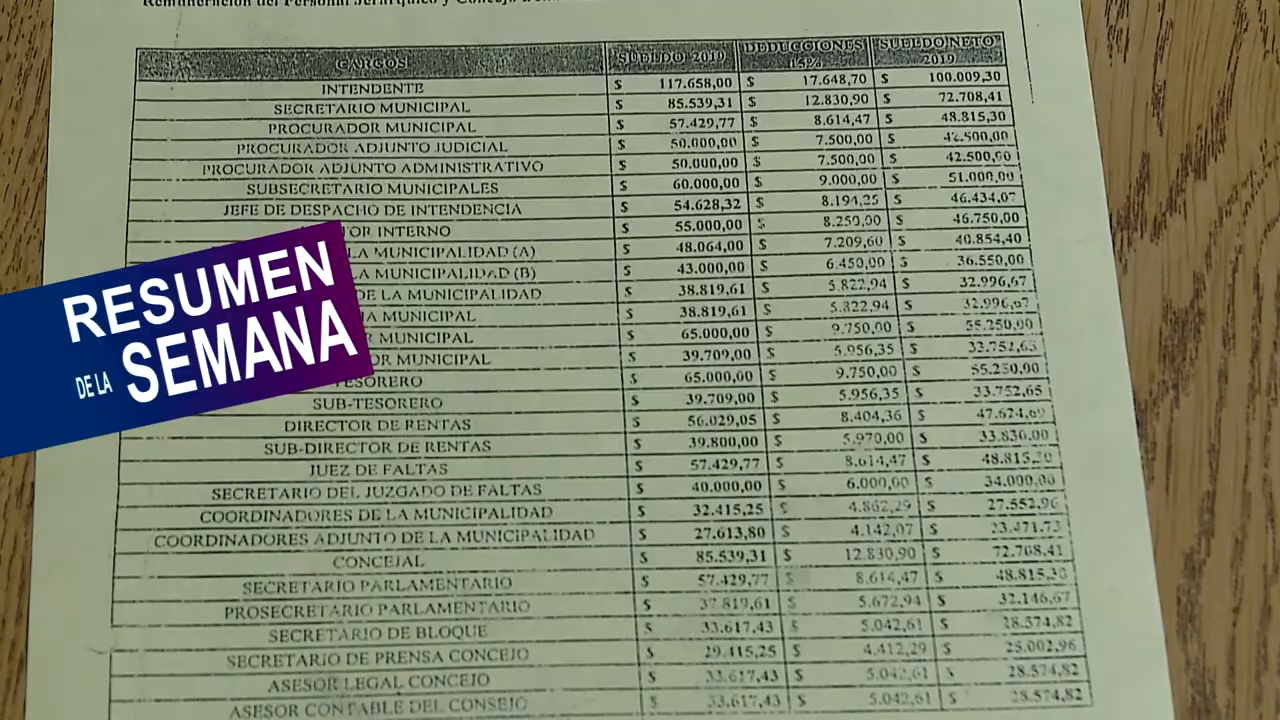 Remuneración del Personal Jerárquico y Concejo
CARGOS SUELDO 2019 DEDUCCIONES 15% SUELDO NETO 2019
INTENDENTE $ 117.658,00 $ 17.648,70 $ 100.009,30
SECRETARIO MUNICIPAL $ 85.539,31 $ 12.830,90 $ 72.708,41
PROCURADOR MUNICIPAL $ 57.429,77 $ 8.614,47 $ 48.815,30
PROCURADOR ADJUNTO JUDICIAL $ 50.000,00 $ 7.500,00 $ 42.500,00
PROCURADOR ADJUNTO ADMINISTRATIVO $ 50.000,00 $ 7.500,00 $ 42.500,00
SUBSECRETARIO MUNICIPALES $ 60.000,00 $ 9.000,00 $ 51.000,00
JEFE DE DESPACHO DE INTENDENCIA $ 54.628,32 $ 8.194,25 $ 46.434,07
TOR INTERNO $ 55.000,00 $ 8.250,00 $ 46.750,00
LA MUNICIPALIDAD (A) $ 48.064,00 $ 7.209,60 $ 40.854,40
LA MUNICIPALIDAD (B) $ 43.000,00 $ 6.450,00 $ 36.550,00
DE LA MUNICIPALIDAD $ 38.819,61 $ 5.822,94 $ 32.996,67
A MUNICIPAL $ 38.819,61 $ 5.822,94 $ 32.996,67
R MUNICIPAL $ 65.000,00 $ 9.750,00 $ 55.250,00
OR MUNICIPAL $ 39.709,00 $ 5.956,35 $ 33.752,65
TESORERO $ 65.000,00 $ 9.750,00 $ 55.250,00
SUB-TESORERO $ 39.709,00 $ 5.956,35 $ 33.752,65
DIRECTOR DE RENTAS $ 56.029,05 $ 8.404,36 $ 47.624,69
SUB-DIRECTOR DE RENTAS $ 39.800,00 $ 5.970,00 $ 33.830,00
JUEZ DE FALTAS $ 57.429,77 $ 8.614,47 $ 48.815,30
SECRETARIO DEL JUZGADO DE FALTAS $ 40.000,00 $ 6.000,00 $ 34.000,00
COORDINADORES DE LA MUNICIPALIDAD $ 32.415,25 $ 4.862,29 $ 27.552,96
COORDINADORES ADJUNTO DE LA MUNICIPALIDAD $ 27.613,80 $ 4.142,07 $ 23.471,73
CONCEJAL $ 85.539,31 $ 12.830,90 $ 72.708,41
SECRETARIO PARLAMENTARIO $ 57.429,77 $ 8.614,47 $ 48.815,30
PROSECRETARIO PARLAMENTARIO $ 37.819,61 $ 5.672,94 $ 32.146,67
SECRETARIO DE BLOQUE $ 33.617,43 $ 5.042,61 $ 28.574,82
SECRETARIO DE PRENSA CONCEJO $ 29.415,25 $ 4.412,29 $ 25.002,96
ASESOR LEGAL CONCEJO $ 33.617,43 $ 5.042,61 $ 28.574,82
ASESOR CONTABLE DEL CONSEJO $ 33.617,43 $ 5.042,61 $ 28.574,82
RESUMEN
DE LA SEMANA